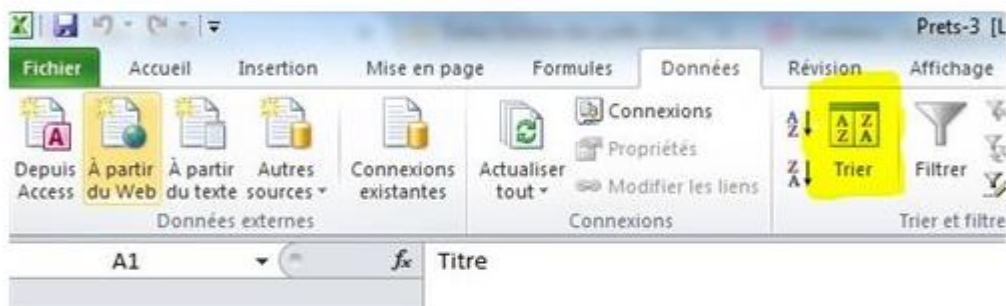 Prets-3 [L
Fichier Accueil Insertion Mise en page Formules Données Révision Affichage
Depuis Access
À partir du Web
À partir du texte
Autres sources
Connexions existantes
Actualiser tout
Connexions
Propriétés
Modifier les liens
A Z
Z A
A Z Z A
Trier
Filtrer
Données externes
Connexions
Trier et filtre
A1 fx Titre